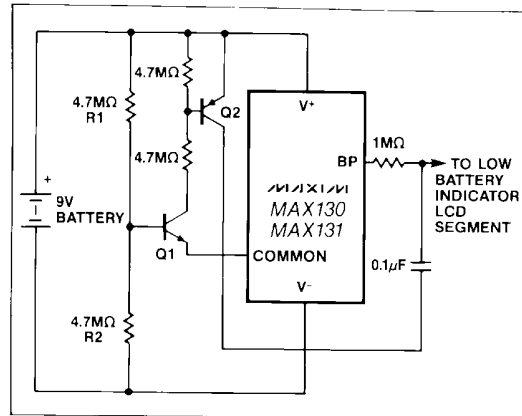 4.7MΩ
4.7MΩ
R1
Q2
V+
4.7MΩ
1MΩ
BP
TO LOW
BATTERY
INDICATOR
LCD
SEGMENT
+
9V
BATTERY
MAXIM
MAX130
MAX131
Q1
COMMON
0.1µF
V-
4.7MΩ
R2